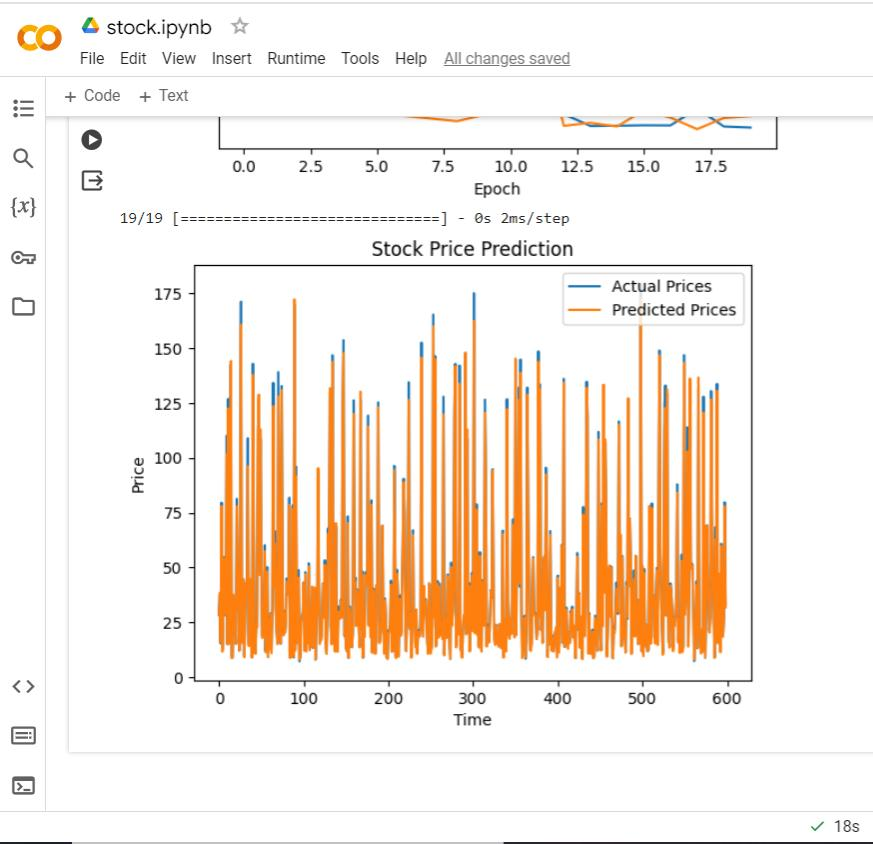 stock.ipynb
File Edit View Insert Runtime Tools Help All changes saved
+ Code + Text
0.0 2.5 5.0 7.5 10.0 12.5 15.0 17.5
Epoch
{x}
19/19 [==============================] - 0s 2ms/step
Stock Price Prediction
Actual Prices
Predicted Prices
175
150
125
100
75
50
25
0
Price
0 100 200 300 400 500 600
Time
18s